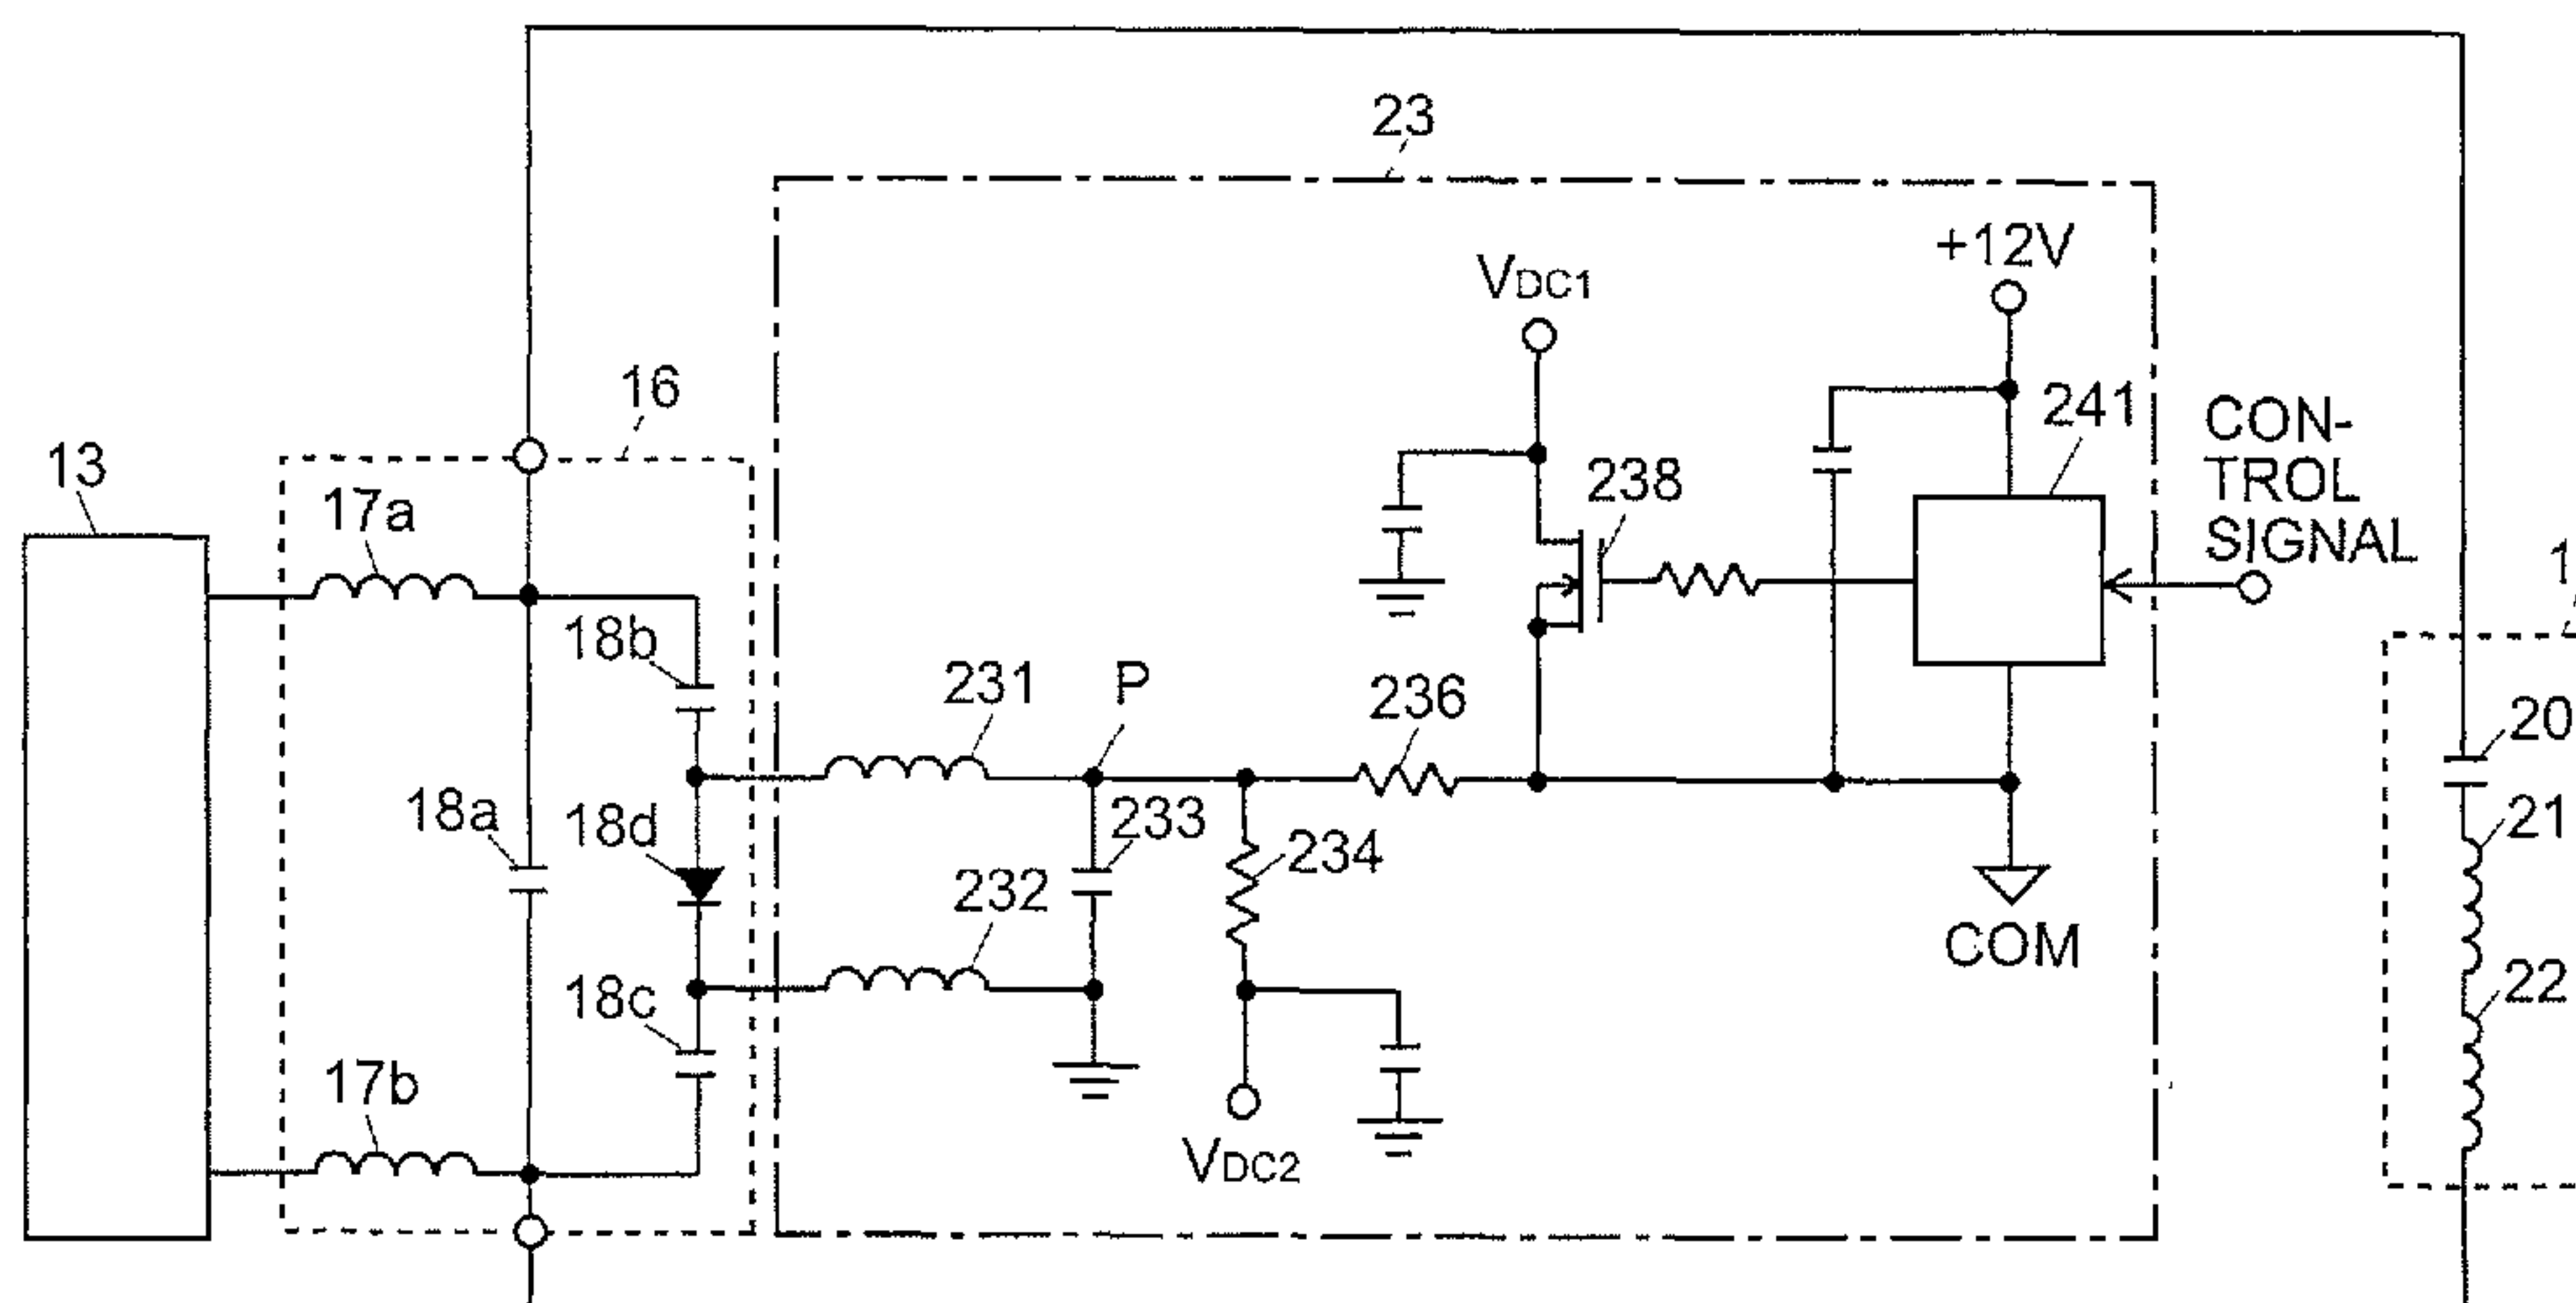 23
+12V
VDC1
16
241
CON-
TROL
SIGNAL
13
17a
238
1
18b
231
P
236
20
18a
18d
233
21
234
232
COM
18c
22
17b
VDC2